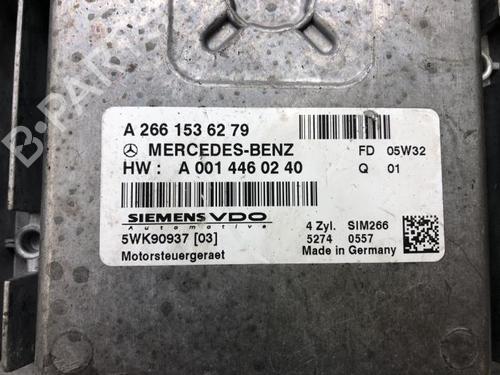 A 266 153 62 79
MERCEDES-BENZ FD 05W32
HW : A 001 446 02 40 Q 01
SIEMENS VDO
Automotive
4 Zyl. SIM266
5WK90937 [03] 5274 0557
Motorsteuergeraet Made in Germany
B-PARTS